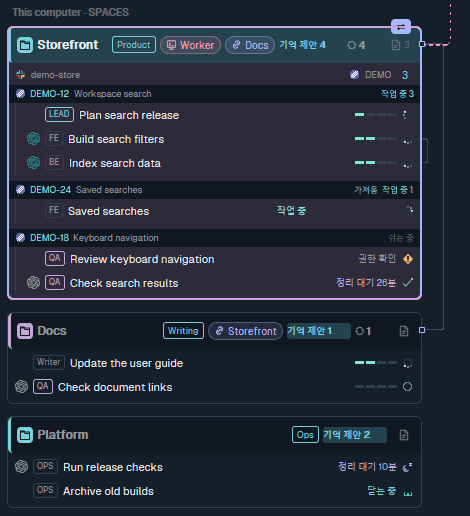 This computer · SPACES
Storefront Product Worker Docs 기억 제안 4 4 3
demo-store DEMO 3
DEMO-12 Workspace search 작업 중 3
LEAD Plan search release
FE Build search filters
BE Index search data
DEMO-24 Saved searches 가져옴 작업 중 1
FE Saved searches 작업 중
DEMO-18 Keyboard navigation 쉬는 중
QA Review keyboard navigation 권한 확인
QA Check search results 정리 대기 26분
Docs Writing Storefront 기억 제안 1 1
Writer Update the user guide
QA Check document links
Platform Ops 기억 제안 2
OPS Run release checks 정리 대기 10분
OPS Archive old builds 닫는 중